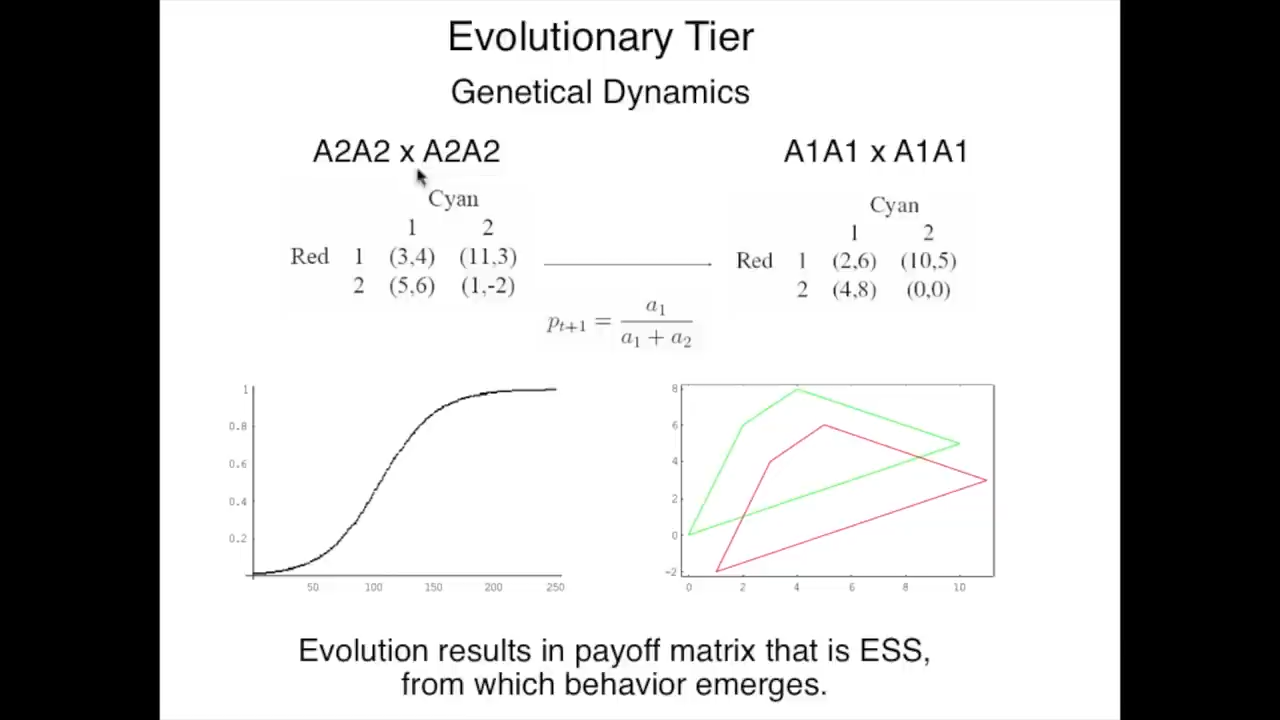 Evolutionary Tier
Genetical Dynamics
A2A2 x A2A2
A1A1 x A1A1
Cyan
1 2
Red 1 (3,4) (11,3)
2 (5,6) (1,-2)
Cyan
1 2
Red 1 (2,6) (10,5)
2 (4,8) (0,0)
p_{t+1} = a_1 / (a_1 + a_2)
1
0.8
0.6
0.4
0.2
50 100 150 200 250
8
6
4
2
0
-2
0 2 4 6 8 10
Evolution results in payoff matrix that is ESS,
from which behavior emerges.